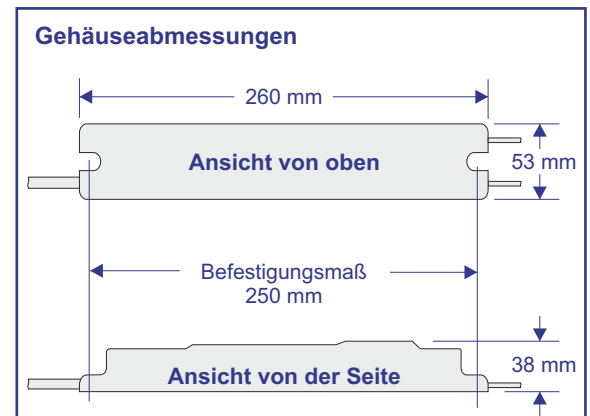 Gehäuseabmessungen
260 mm
Ansicht von oben
53 mm
Befestigungsmaß
250 mm
Ansicht von der Seite
38 mm